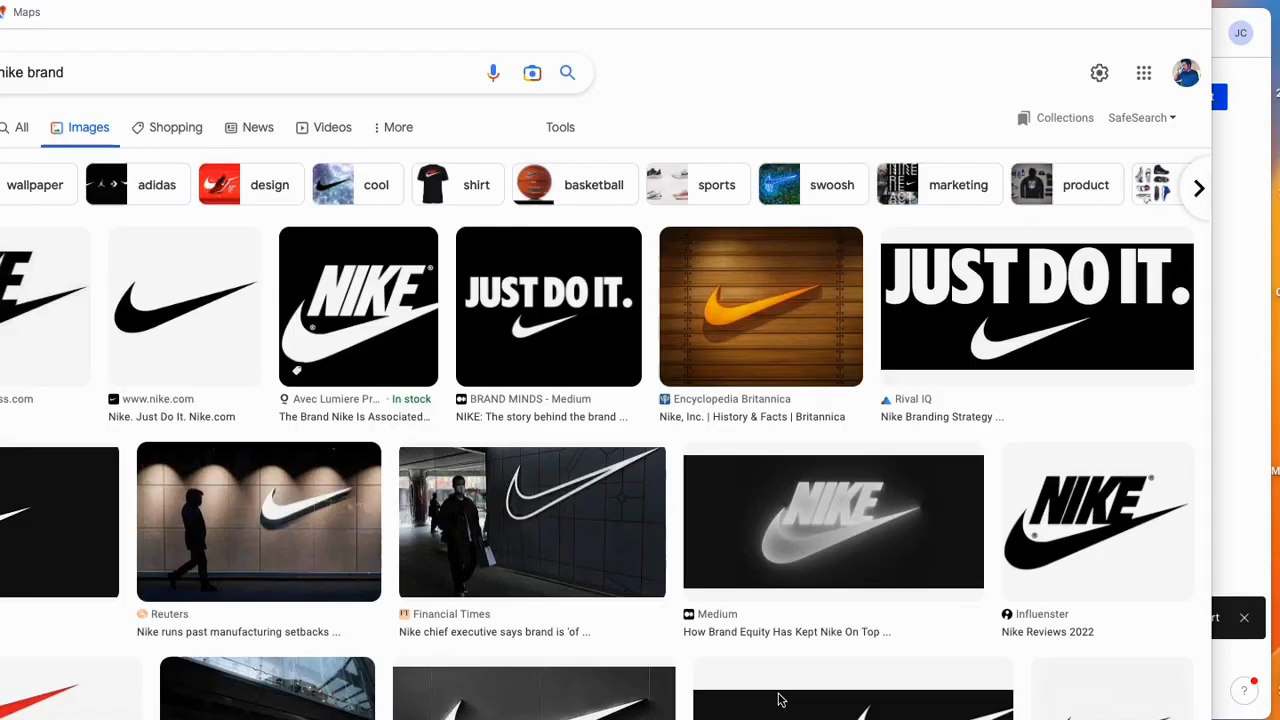 Maps
JC
nike brand
All
Images
Shopping
News
Videos
More
Tools
Collections
SafeSearch
wallpaper
adidas
design
cool
shirt
basketball
sports
swoosh
marketing
product
NIKE
JUST DO IT.
JUST DO IT.
ss.com
www.nike.com
Avec Lumiere Pr... · In stock
BRAND MINDS - Medium
Encyclopedia Britannica
Rival IQ
Nike. Just Do It. Nike.com
The Brand Nike Is Associated...
NIKE: The story behind the brand ...
Nike, Inc. | History & Facts | Britannica
Nike Branding Strategy ...
NIKE
NIKE
Reuters
Financial Times
Medium
Influenster
Nike runs past manufacturing setbacks ...
Nike chief executive says brand is 'of ...
How Brand Equity Has Kept Nike On Top ...
Nike Reviews 2022
rt
?